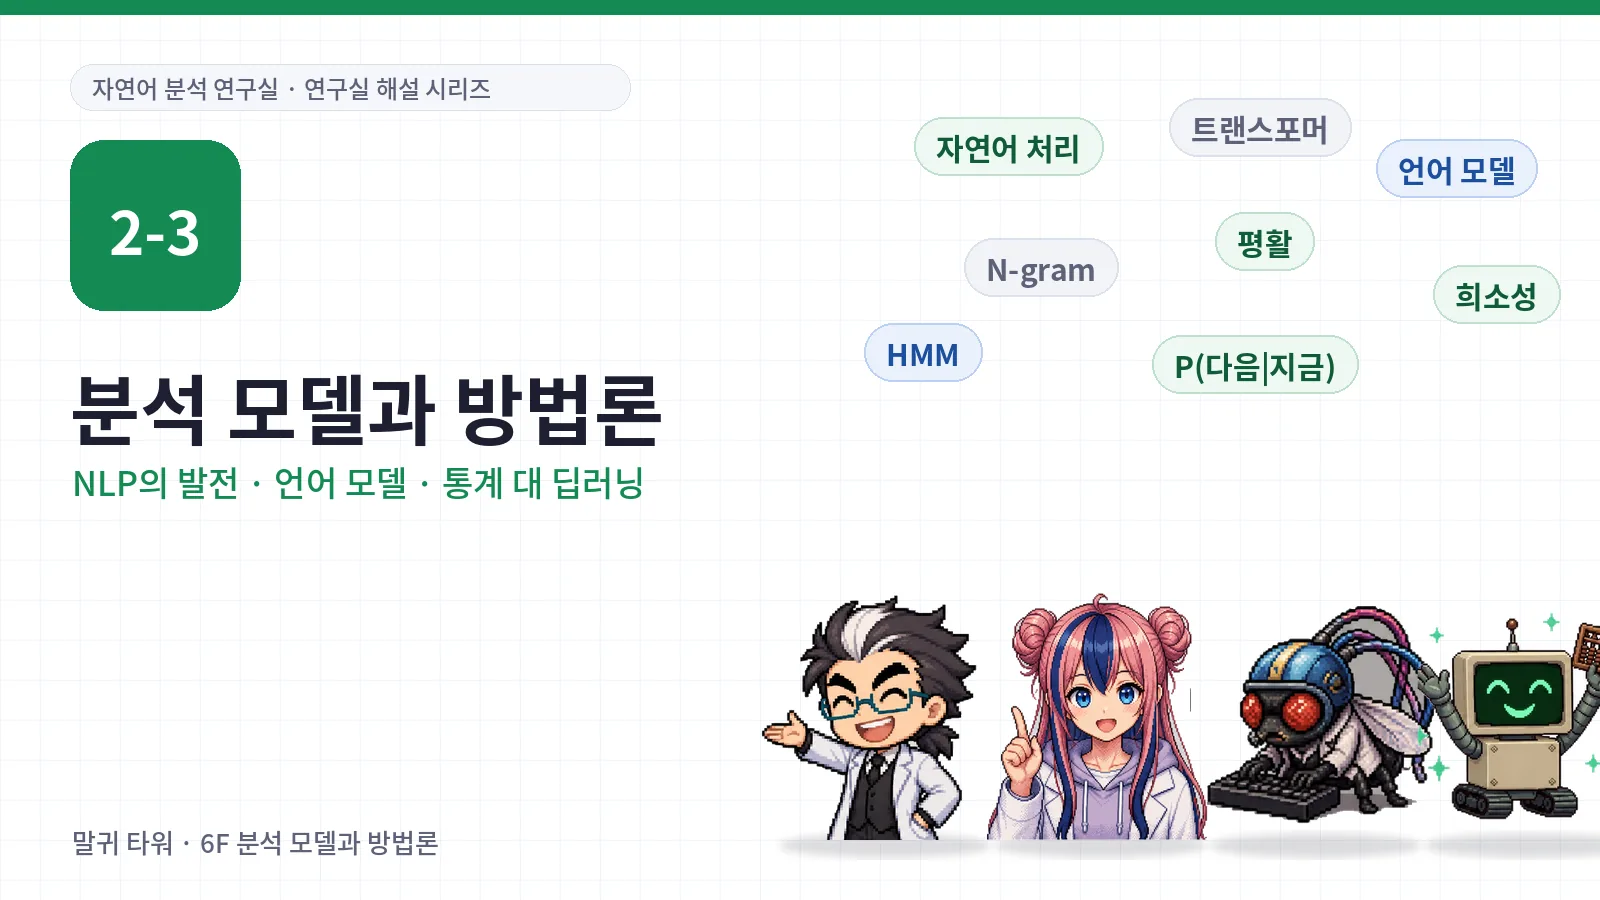 자연어 분석 연구실 · 연구실 해설 시리즈
2-3
분석 모델과 방법론
NLP의 발전 · 언어 모델 · 통계 대 딥러닝
자연어 처리
트랜스포머
언어 모델
평활
N-gram
희소성
HMM
P(다음|지금)
말귀 타워 · 6F 분석 모델과 방법론